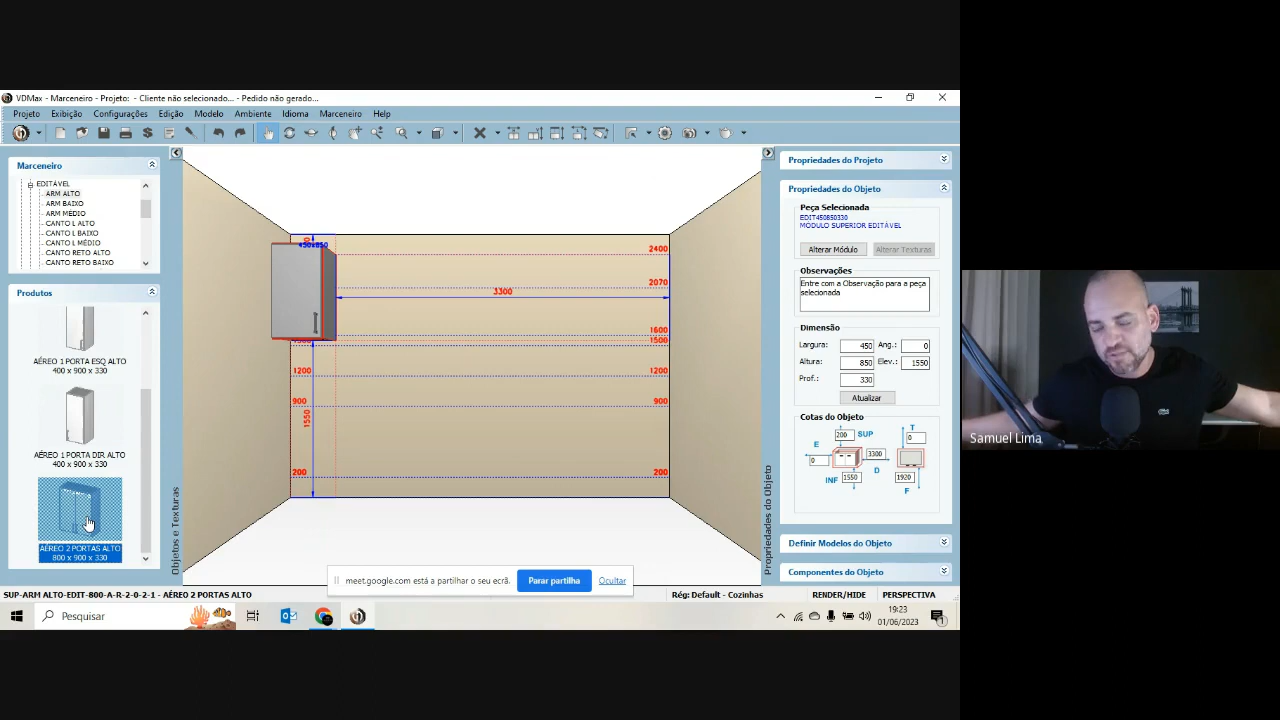 VDMax - Marceneiro - Projeto: - Cliente não selecionado... - Pedido não gerado...
Projeto Exibição Configurações Edição Modelo Ambiente Idioma Marceneiro Help
Marceneiro
EDITÁVEL
ARM ALTO
ARM BAIXO
ARM MÉDIO
CANTO L ALTO
CANTO L BAIXO
CANTO L MÉDIO
CANTO RETO ALTO
CANTO RETO BAIXO
Produtos
AÉREO 1 PORTA ESQ ALTO
400 x 900 x 330
AÉREO 1 PORTA DIR ALTO
400 x 900 x 330
AÉREO 2 PORTAS ALTO
800 x 900 x 330
Objetos e Texturas
450x850
2400
2070
3300
1600
1500
1200
1200
900
900
1550
200
200
Propriedades do Objeto
Propriedades do Projeto
Propriedades do Objeto
Peça Selecionada
EDIT450850330
MÓDULO SUPERIOR EDITÁVEL
Alterar Módulo Alterar Texturas
Observações
Entre com a Observação para a peça
selecionada
Dimensão
Largura: 450 Ang.: 0
Altura: 850 Elev.: 1550
Prof.: 330
Atualizar
Cotas do Objeto
200 SUP T 0
E 0 3300 D
INF 1550 1920 F
Definir Modelos do Objeto
Componentes do Objeto
meet.google.com está a partilhar o seu ecrã. Parar partilha Ocultar
SUP-ARM ALTO-EDIT-800-A-R-2-0-2-1 - AÉREO 2 PORTAS ALTO Rég: Default - Cozinhas RENDER/HIDE PERSPECTIVA
Pesquisar
19:23
01/06/2023
1
Samuel Lima